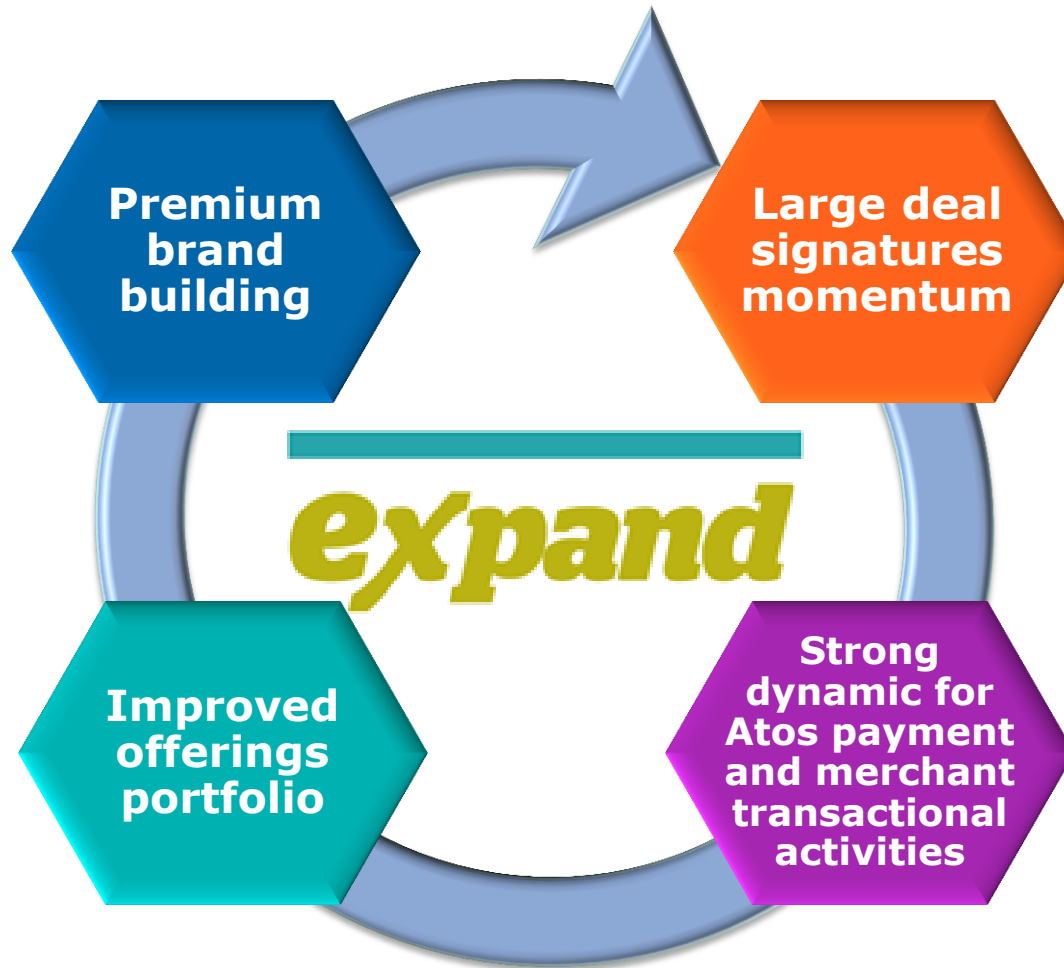 Premium
brand
building
Large deal
signatures
momentum
expand
Improved
offerings
portfolio
Strong
dynamic for
Atos payment
and merchant
transactional
activities